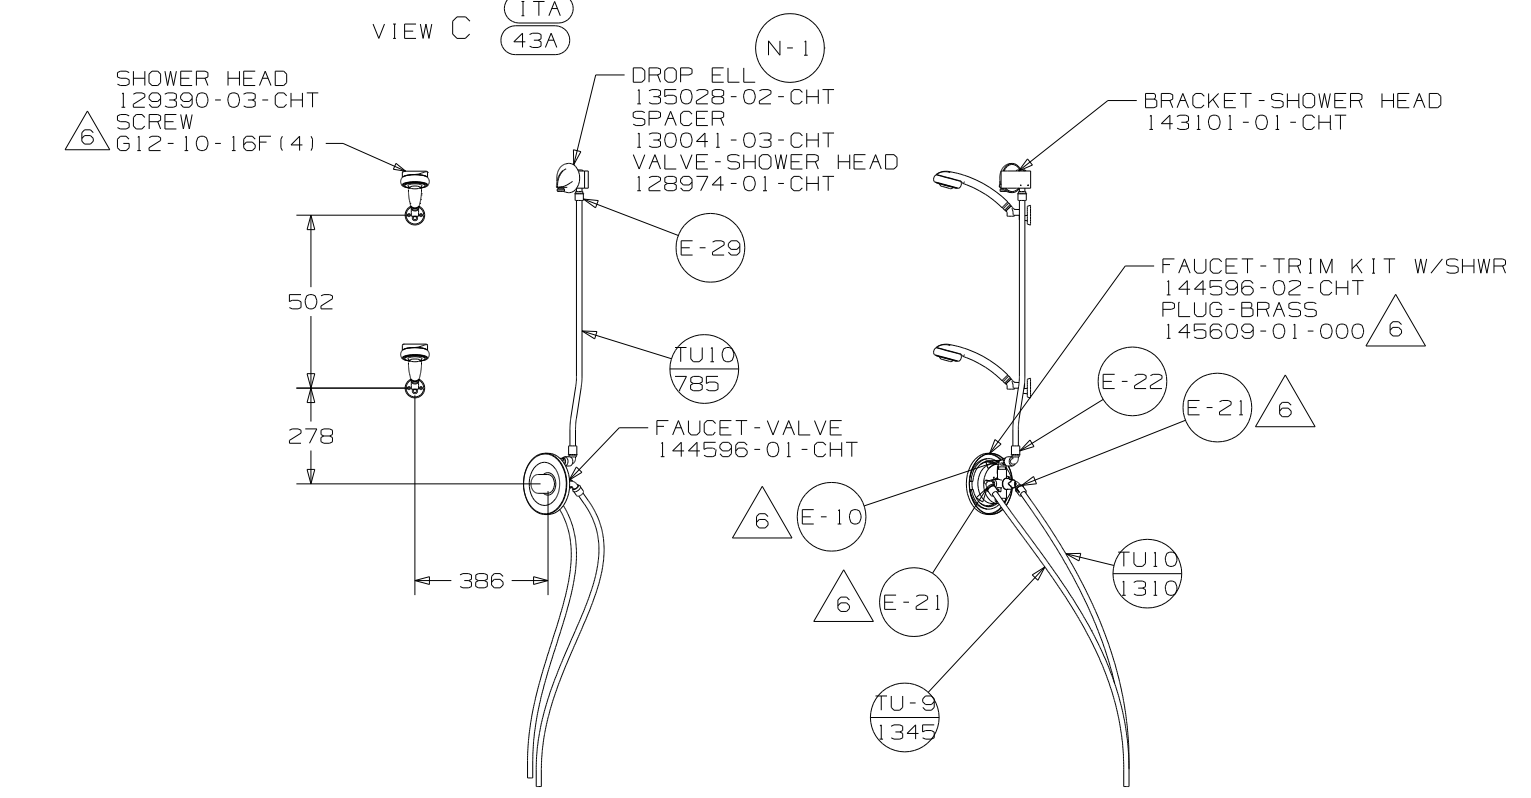 VIEW C
1TA
43A
N-1
SHOWER HEAD
129390-03-CHT
SCREW
G12-10-16F(4)
6
DROP ELL
135028-02-CHT
SPACER
130041-03-CHT
VALVE-SHOWER HEAD
128974-01-CHT
BRACKET-SHOWER HEAD
143101-01-CHT
E-29
FAUCET-TRIM KIT W/SHWR
144596-02-CHT
PLUG-BRASS
145609-01-000
6
502
TU10
785
E-22
E-21
6
278
FAUCET-VALVE
144596-01-CHT
6
E-10
386
TU10
1310
6
E-21
TU-9
1345